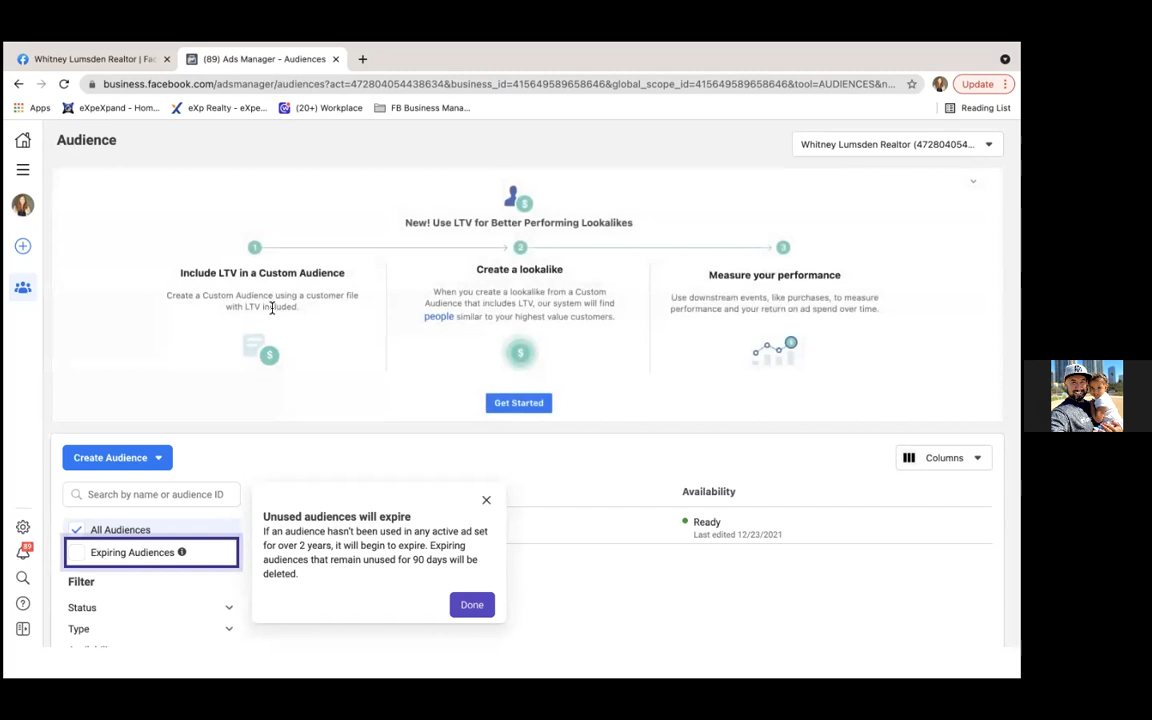 Whitney Lumsden Realtor | Fac
(89) Ads Manager - Audiences
business.facebook.com/adsmanager/audiences?act=472804054438634&business_id=415649589658646&global_scope_id=415649589658646&tool=AUDIENCES&n...
Update
Apps
eXpeXpand - Hom...
eXp Realty - eXpe...
(20+) Workplace
FB Business Mana...
Reading List
Audience
Whitney Lumsden Realtor (472804054...
New! Use LTV for Better Performing Lookalikes
1
2
3
Include LTV in a Custom Audience
Create a Custom Audience using a customer file
with LTV included.
Create a lookalike
When you create a lookalike from a Custom
Audience that includes LTV, our system will find
people similar to your highest value customers.
Measure your performance
Use downstream events, like purchases, to measure
performance and your return on ad spend over time.
Get Started
Create Audience
Columns
Search by name or audience ID
Availability
All Audiences
Expiring Audiences
Unused audiences will expire
If an audience hasn't been used in any active ad set
for over 2 years, it will begin to expire. Expiring
audiences that remain unused for 90 days will be
deleted.
Done
Ready
Last edited 12/23/2021
Filter
Status
Type
89